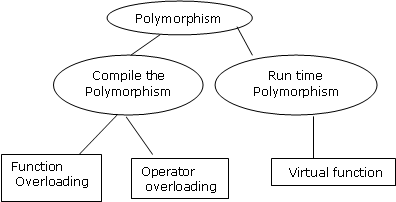 Polymorphism
Compile the
Polymorphism
Run time
Polymorphism
Function
Overloading
Operator
overloading
Virtual function